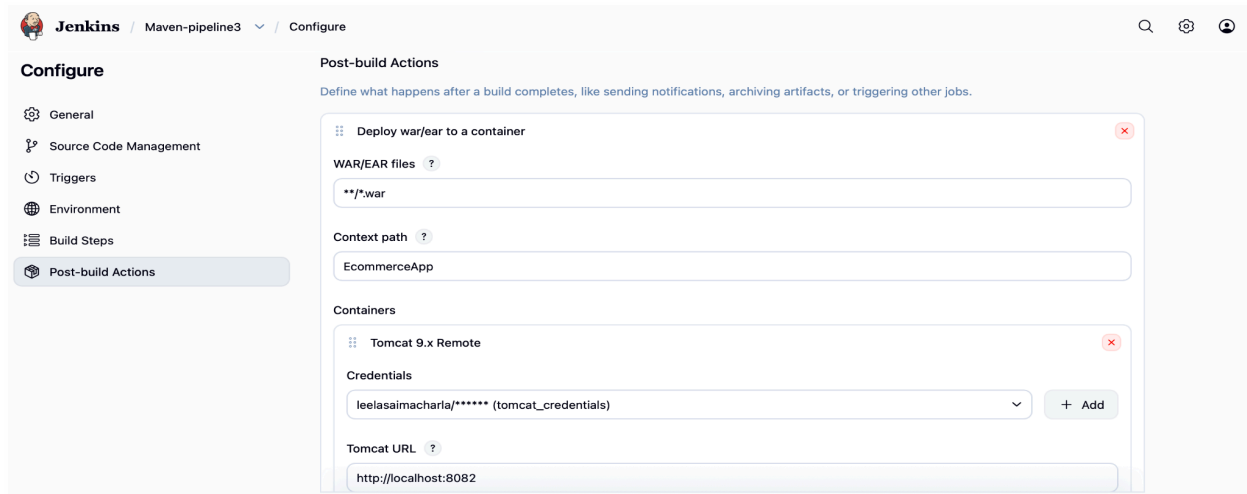 Jenkins / Maven-pipeline3 / Configure
Configure
General
Source Code Management
Triggers
Environment
Build Steps
Post-build Actions
Post-build Actions
Define what happens after a build completes, like sending notifications, archiving artifacts, or triggering other jobs.
Deploy war/ear to a container
WAR/EAR files ?
**/*.war
Context path ?
EcommerceApp
Containers
Tomcat 9.x Remote
Credentials
leelasaimacharla/****** (tomcat_credentials)
+ Add
Tomcat URL ?
http://localhost:8082